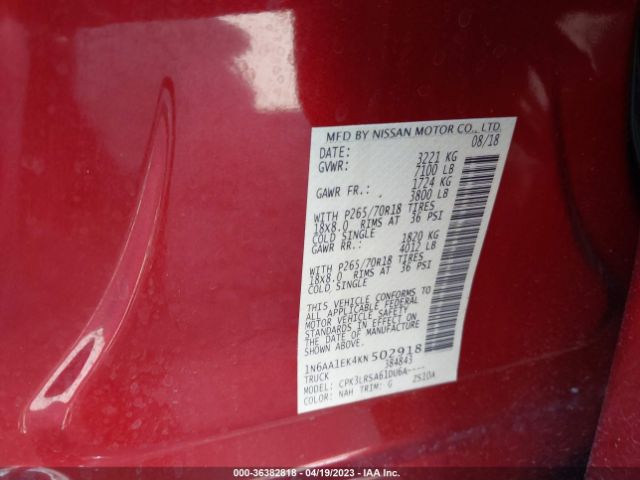 MFD BY NISSAN MOTOR CO., LTD.
DATE: 08/18
GVWR: 3221 KG
7100 LB
GAWR FR.: 1724 KG
3800 LB
WITH P265/70R18 TIRES
18X8.0 RIMS AT 36 PSI
COLD SINGLE
GAWR RR.: 1820 KG
4012 LB
WITH P265/70R18 TIRES
18X8.0 RIMS AT 36 PSI
COLD, SINGLE
THIS VEHICLE CONFORMS TO
ALL APPLICABLE FEDERAL
MOTOR VEHICLE SAFETY
STANDARDS IN EFFECT ON
THE DATE OF MANUFACTURE
SHOWN ABOVE.
1N6AA1EK4KN502918
TRUCK 384843
MODEL: CPK3LRSA61DU6A----
COLOR: NAH TRIM: G 2S10A
000-36382818 - 04/19/2023 - IAA Inc.